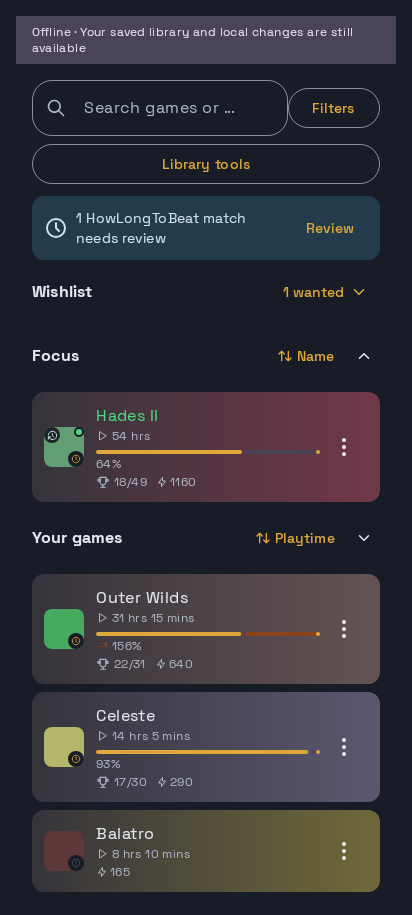 Offline · Your saved library and local changes are still
available
Search games or ...
Filters
Library tools
1 HowLongToBeat match
needs review
Review
Wishlist
1 wanted
Focus
Name
Hades II
54 hrs
64%
18/49 1160
Your games
Playtime
Outer Wilds
31 hrs 15 mins
156%
22/31 640
Celeste
14 hrs 5 mins
93%
17/30 290
Balatro
8 hrs 10 mins
165